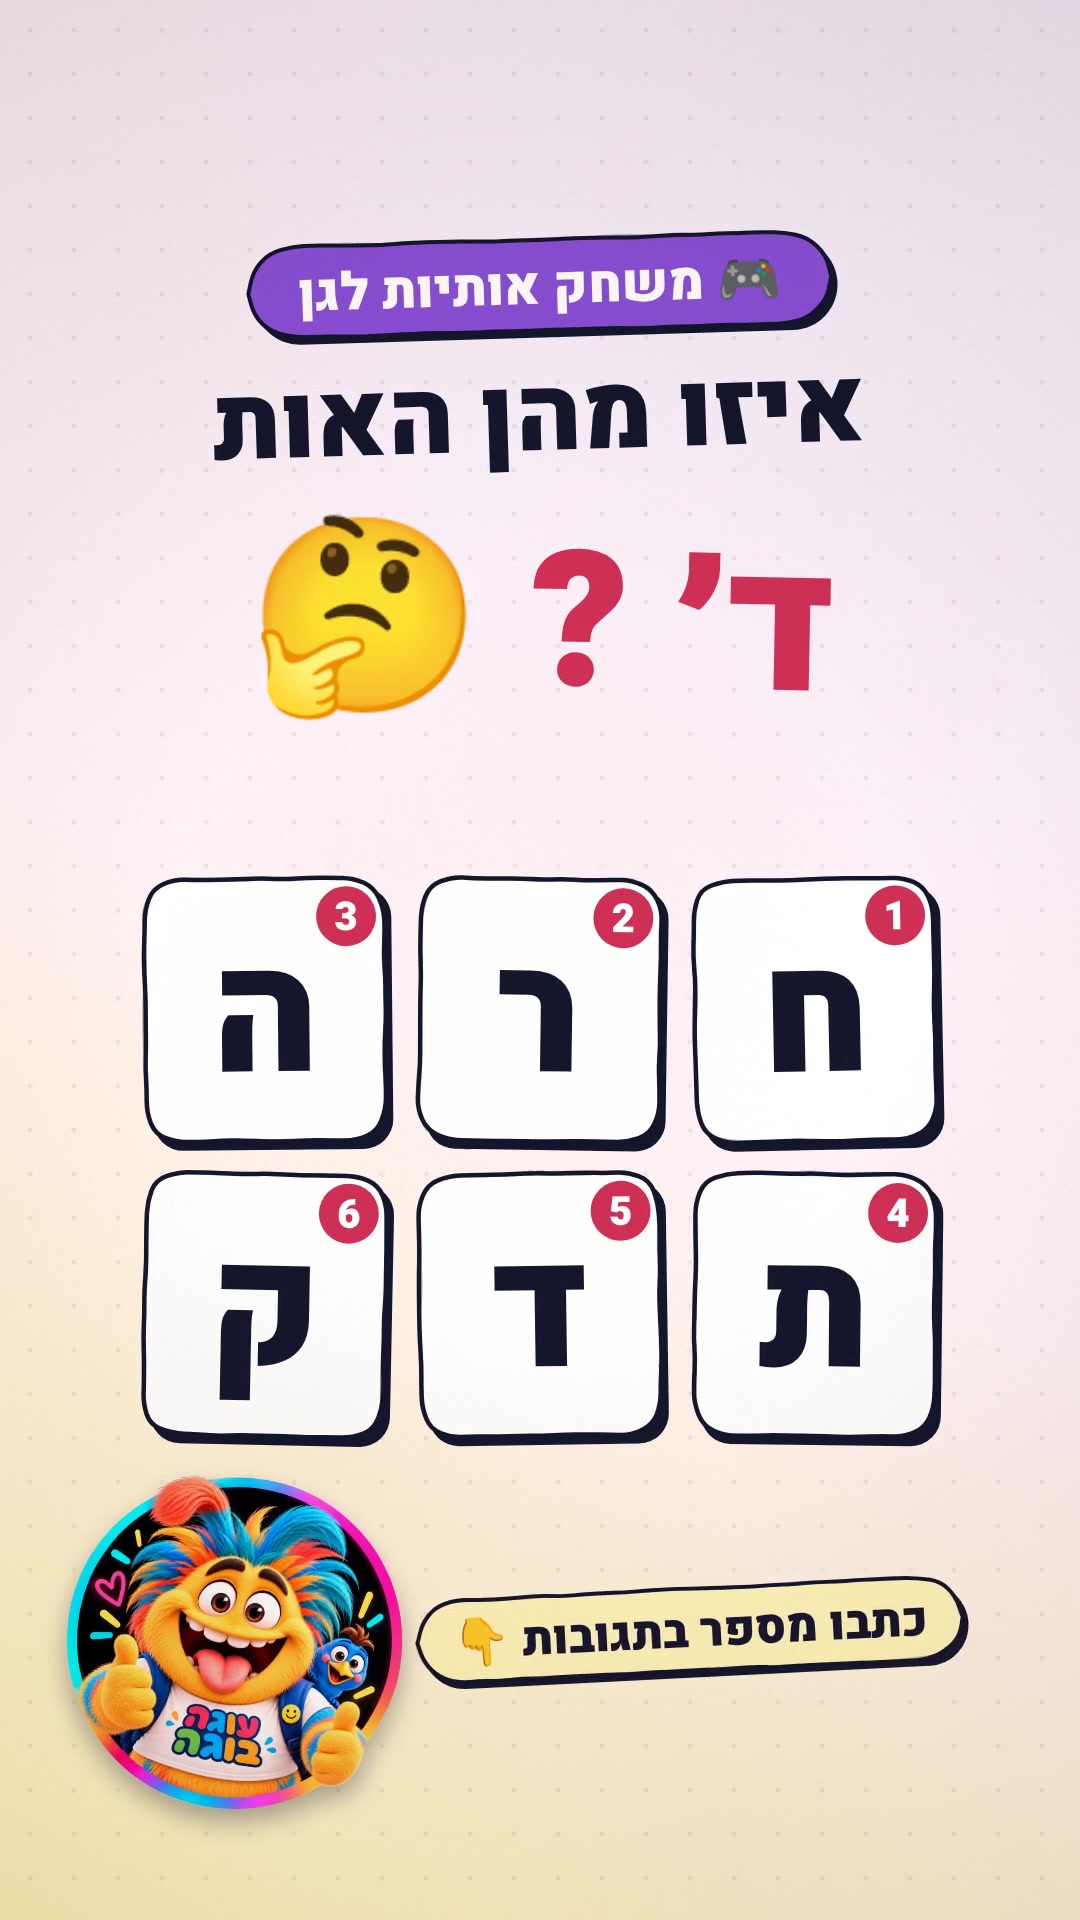 🎮 משחק אותיות לגן
איזו מהן האות
ד׳ ? 🤔
1
ח
2
ר
3
ה
4
ת
5
ד
6
ק
כתבו מספר בתגובות 👇
עוגה
בוגה